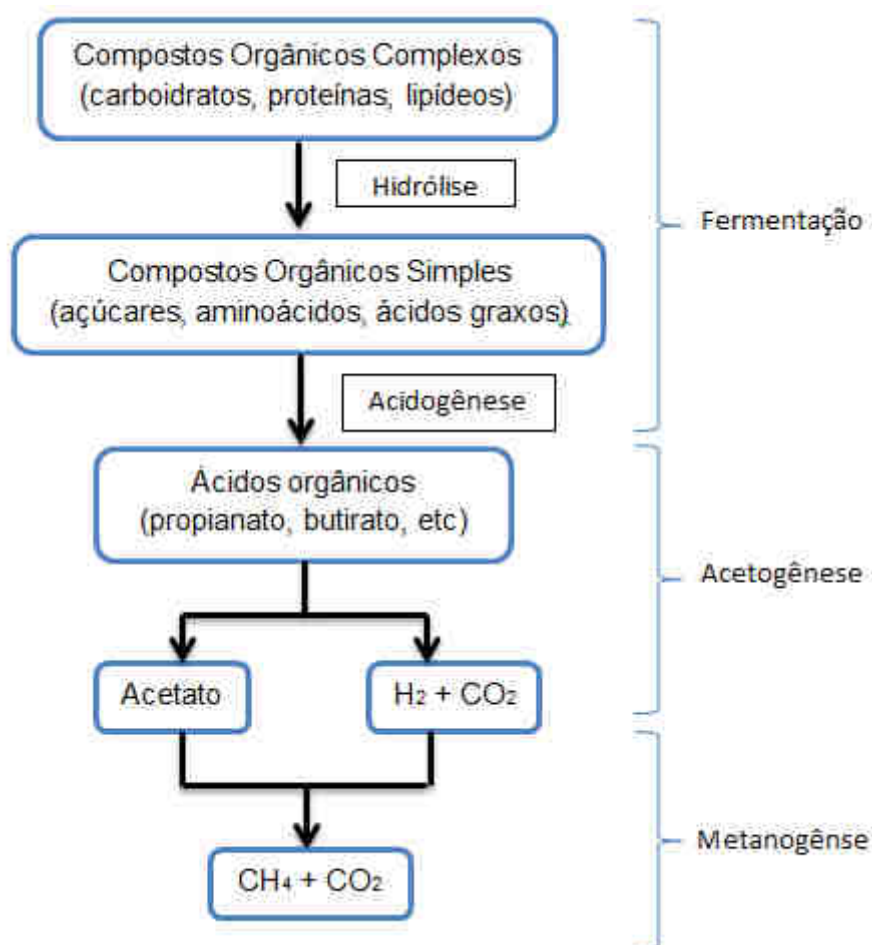 Compostos Orgânicos Complexos
(carboidratos, proteínas, lipídeos)
Hidrólise
Fermentação
Compostos Orgânicos Simples
(açúcares, aminoácidos, ácidos graxos)
Acidogênese
Ácidos orgânicos
(propianato, butirato, etc)
Acetogênese
Acetato
H₂ + CO₂
Metanogênse
CH₄ + CO₂